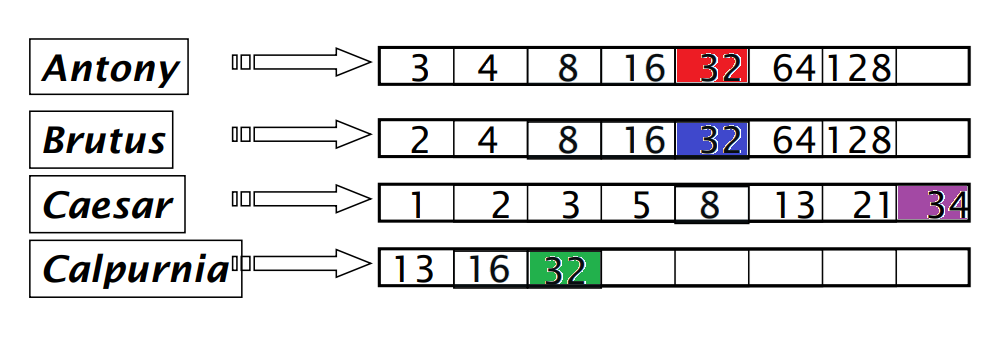 Antony 3 4 8 16 32 64 128
Brutus 2 4 8 16 32 64 128
Caesar 1 2 3 5 8 13 21 34
Calpurnia 13 16 32